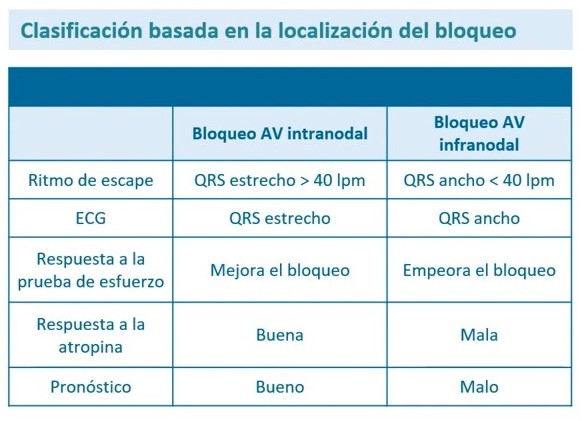 Clasificación basada en la localización del bloqueo
Bloqueo AV intranodal
Bloqueo AV
infranodal
Ritmo de escape
QRS estrecho > 40 lpm
QRS ancho < 40 lpm
ECG
QRS estrecho
QRS ancho
Respuesta a la
prueba de esfuerzo
Mejora el bloqueo
Empeora el bloqueo
Respuesta a la
atropina
Buena
Mala
Pronóstico
Bueno
Malo